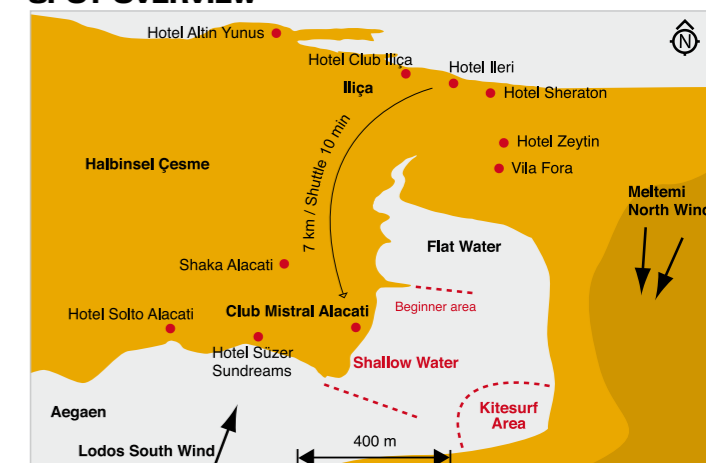 SPOT OVERVIEW
Hotel Altin Yunus
N
Hotel Club Iliça
Hotel Ileri
Iliça
Hotel Sheraton
Hotel Zeytin
Halbinsel Çesme
7 km / Shuttle 10 min
Vila Fora
Meltemi
North Wind
Flat Water
Shaka Alacati
Beginner area
Hotel Solto Alacati
Club Mistral Alacati
Hotel Süzer
Sundreams
Shallow Water
Kitesurf
Area
Aegaen
400 m
Lodos South Wind